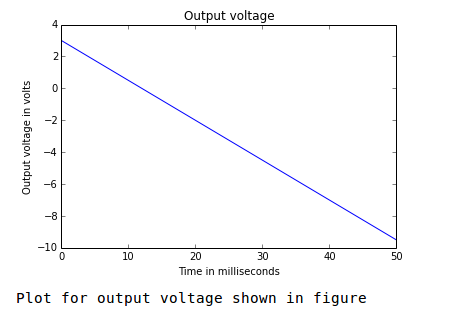 Output voltage
4
2
0
−2
−4
−6
−8
−10
Output voltage in volts
0 10 20 30 40 50
Time in milliseconds
Plot for output voltage shown in figure